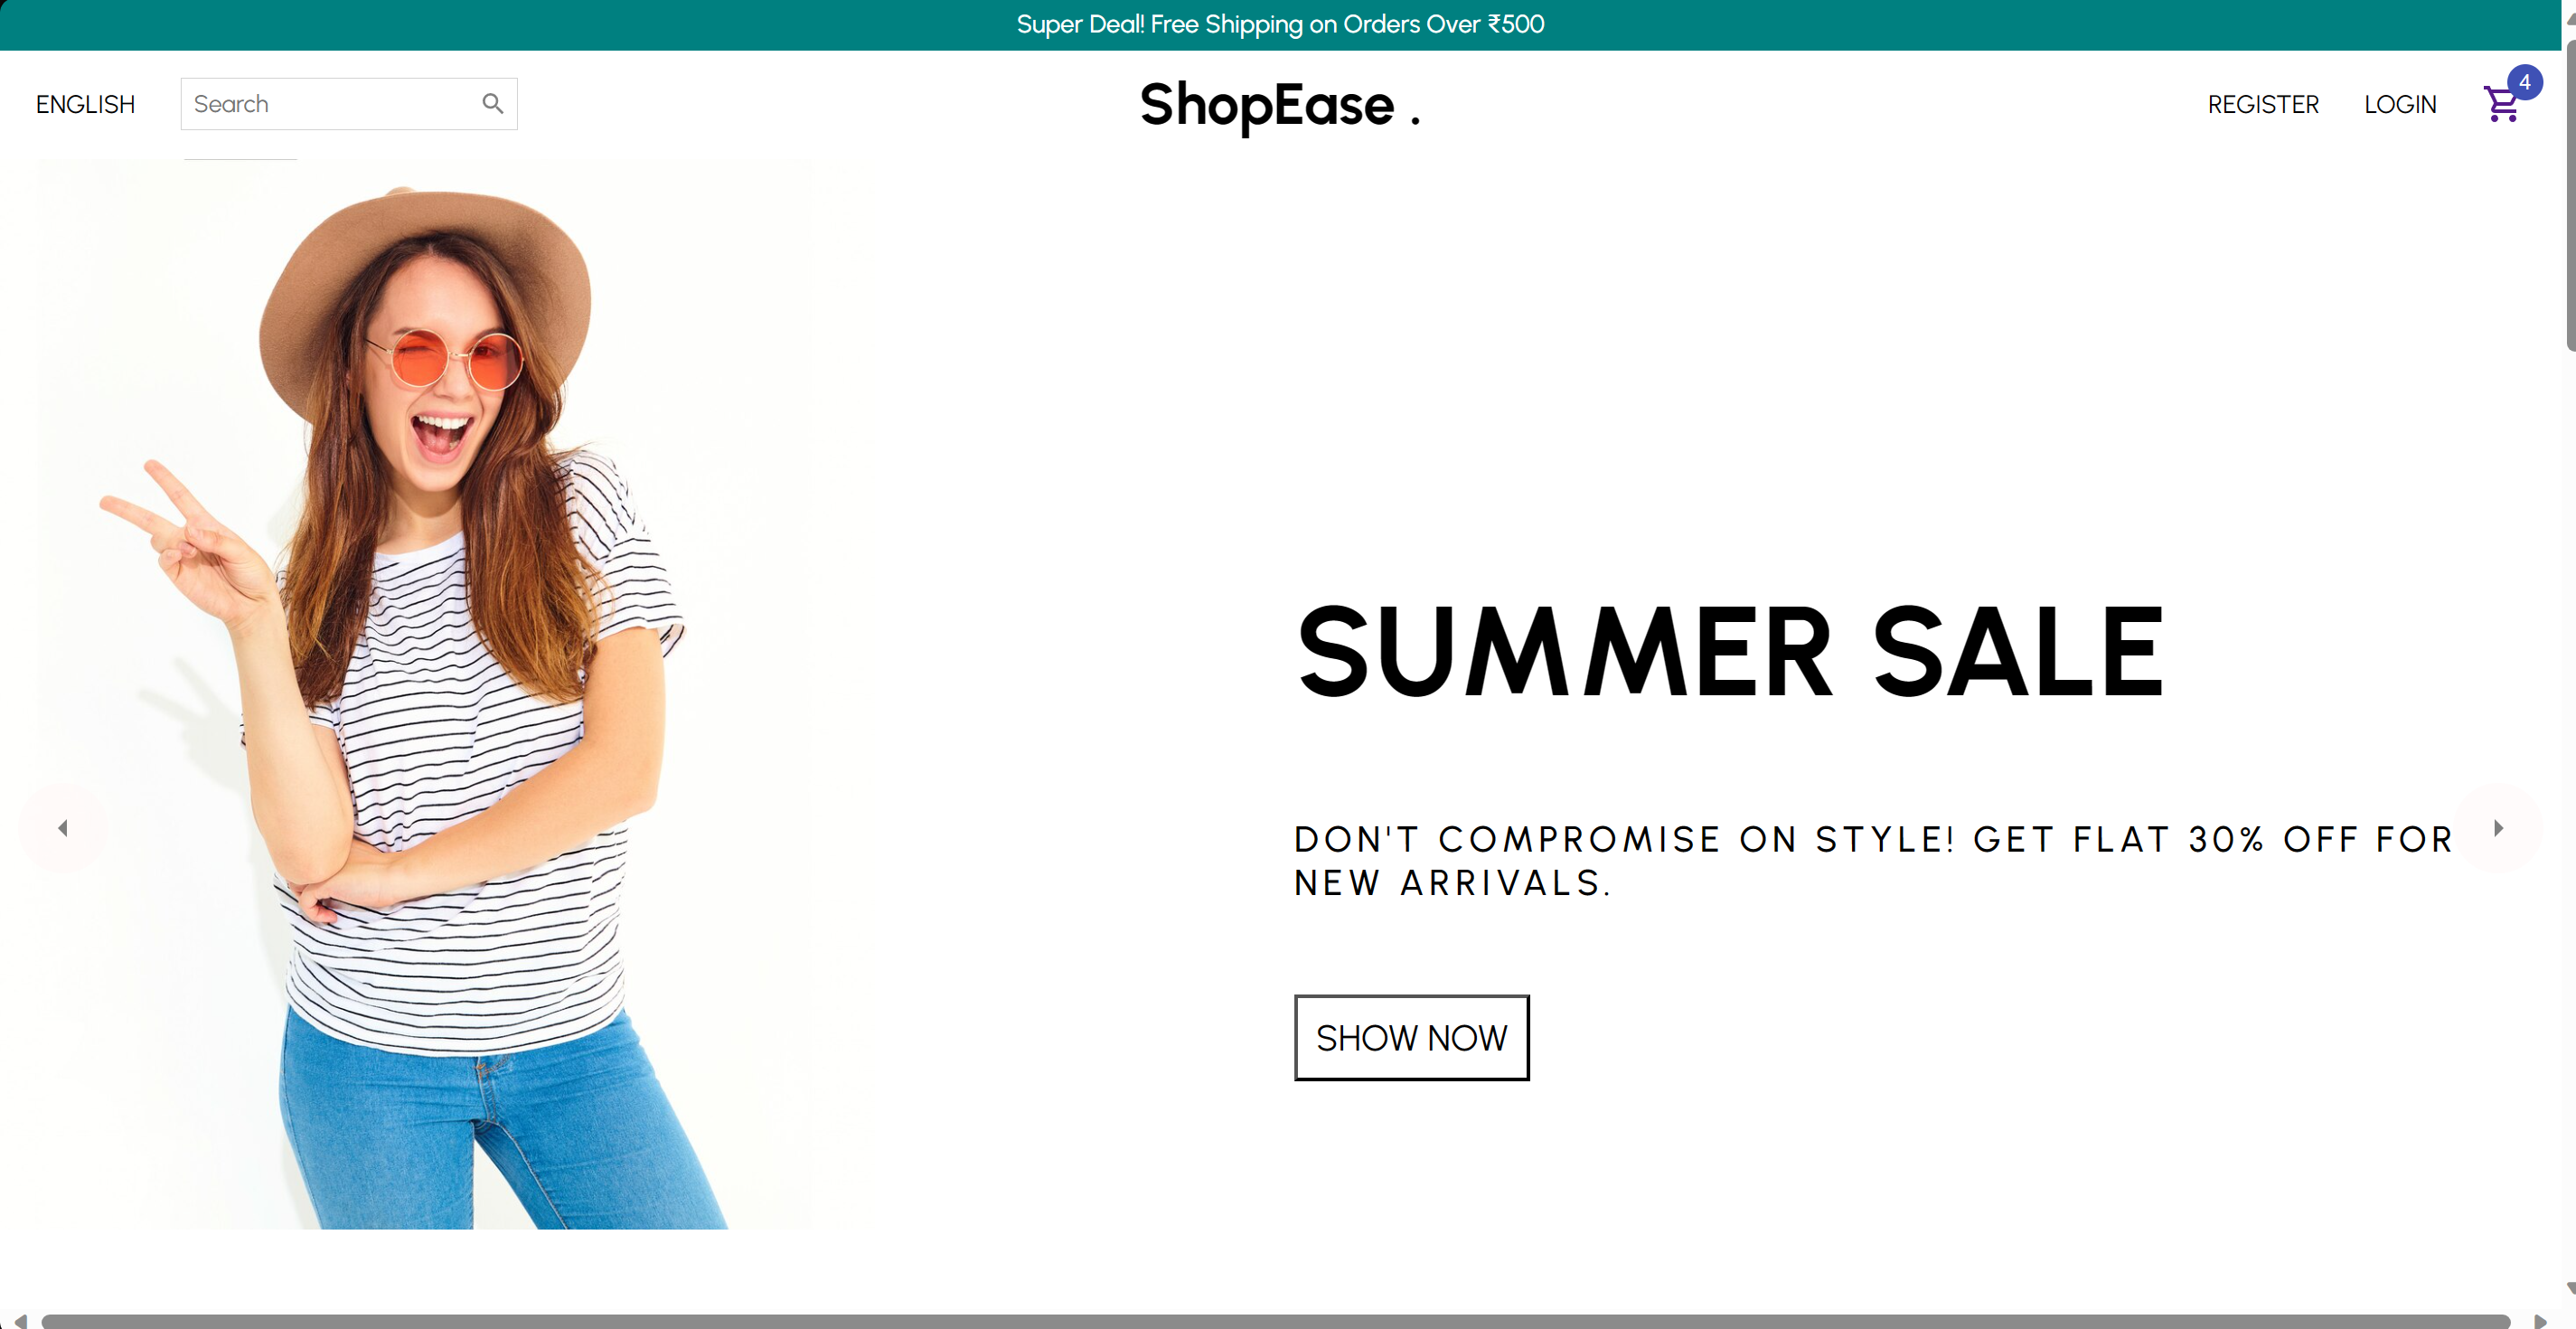 Super Deal! Free Shipping on Orders Over ₹500
ENGLISH
Search
ShopEase .
REGISTER
LOGIN
4
SUMMER SALE
DON'T COMPROMISE ON STYLE! GET FLAT 30% OFF FOR
NEW ARRIVALS.
SHOW NOW